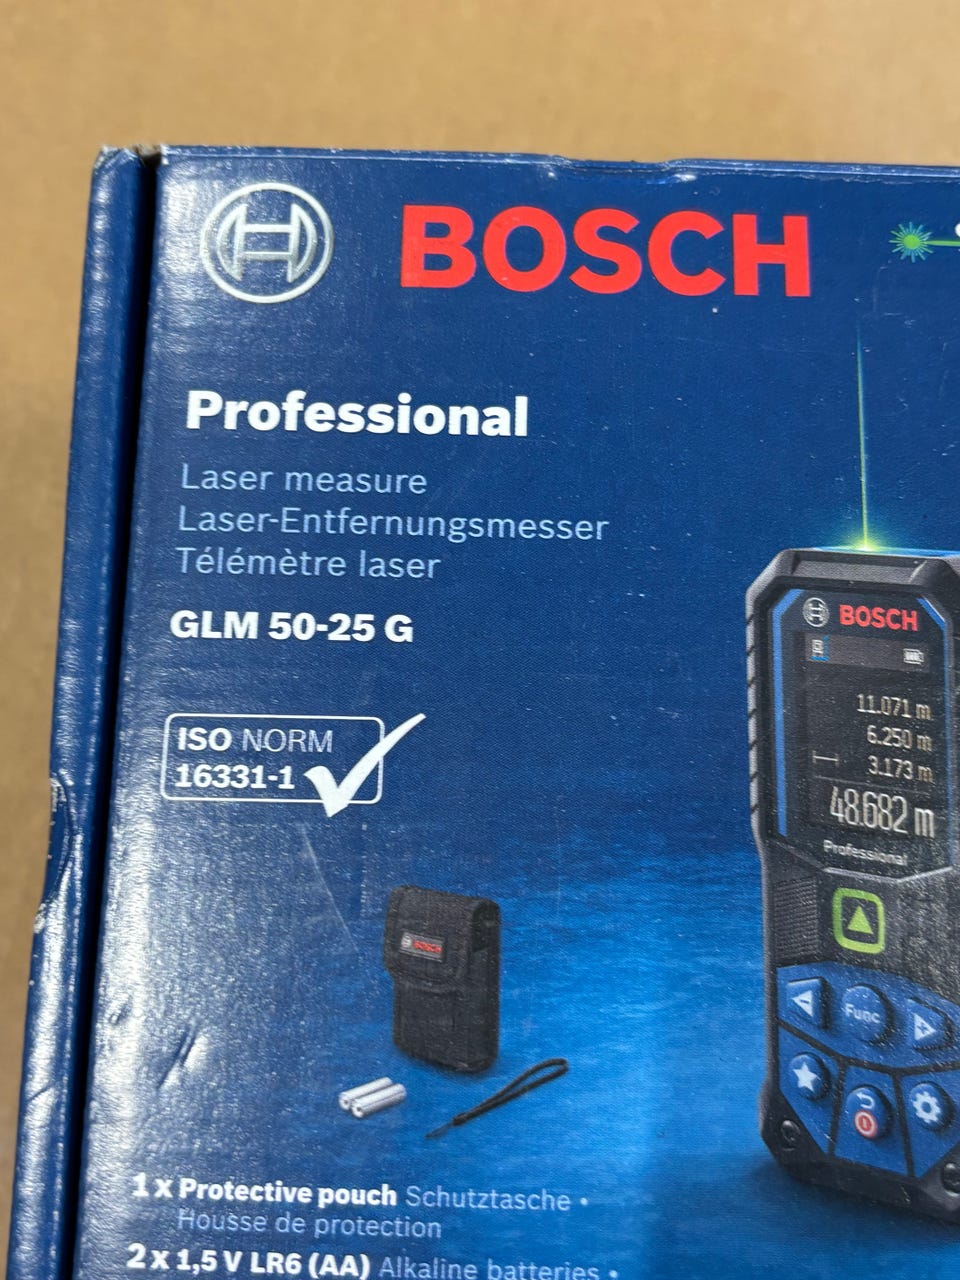 BOSCH
Professional
Laser measure
Laser-Entfernungsmesser
Télémètre laser
GLM 50-25 G
ISO NORM
16331-1
BOSCH
11.071 m
6.250 m
3.173 m
48.682 m
Professional
Func
BOSCH
1 x Protective pouch Schutztasche •
Housse de protection
2 x 1,5 V LR6 (AA) Alkaline batteries •